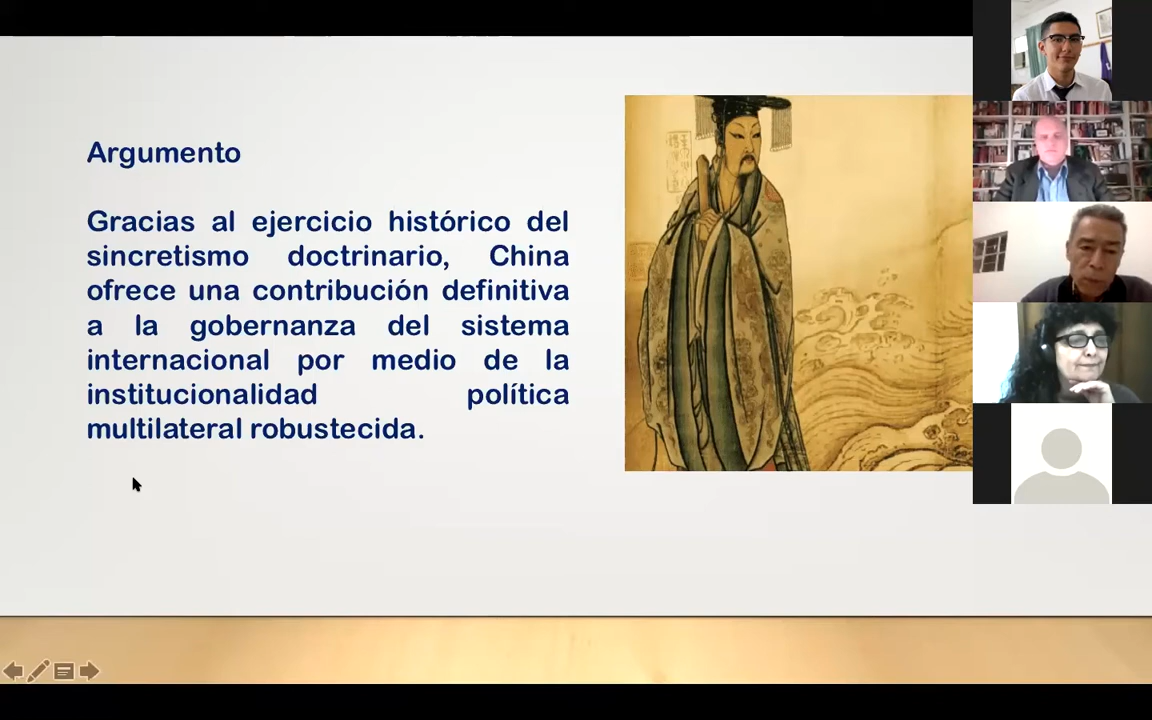 Argumento
Gracias al ejercicio histórico del
sincretismo doctrinario, China
ofrece una contribución definitiva
a la gobernanza del sistema
internacional por medio de la
institucionalidad política
multilateral robustecida.